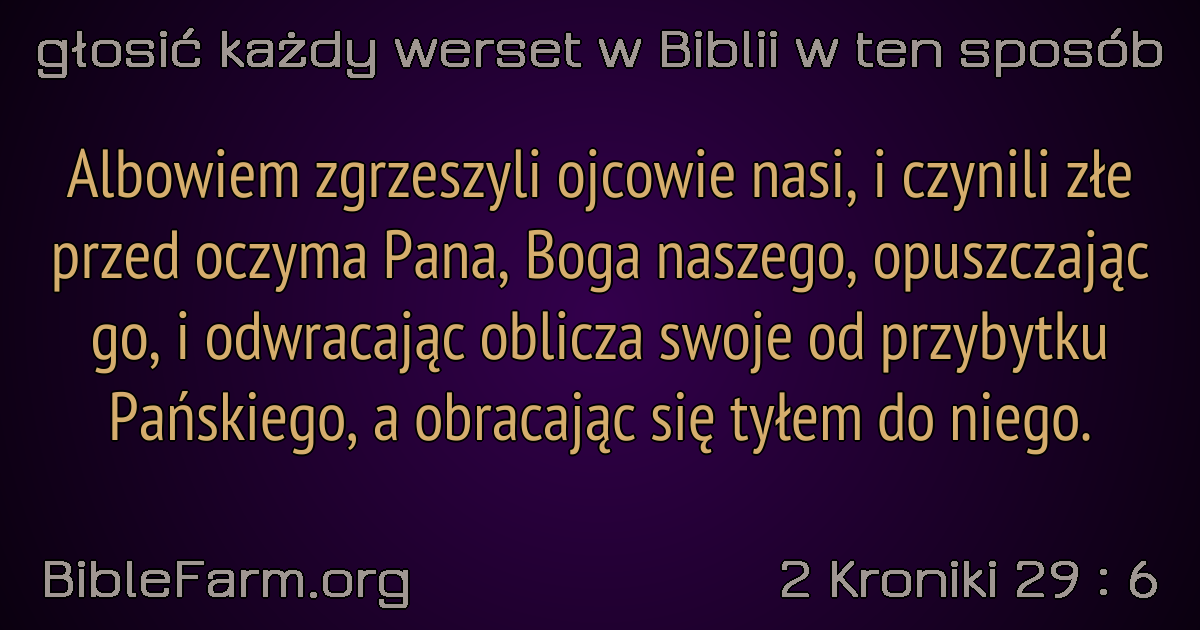 głosić każdy werset w Biblii w ten sposób
Albowiem zgrzeszyli ojcowie nasi, i czynili złe
przed oczyma Pana, Boga naszego, opuszczając
go, i odwracając oblicza swoje od przybytku
Pańskiego, a obracając się tyłem do niego.
BibleFarm.org
2 Kroniki 29 : 6